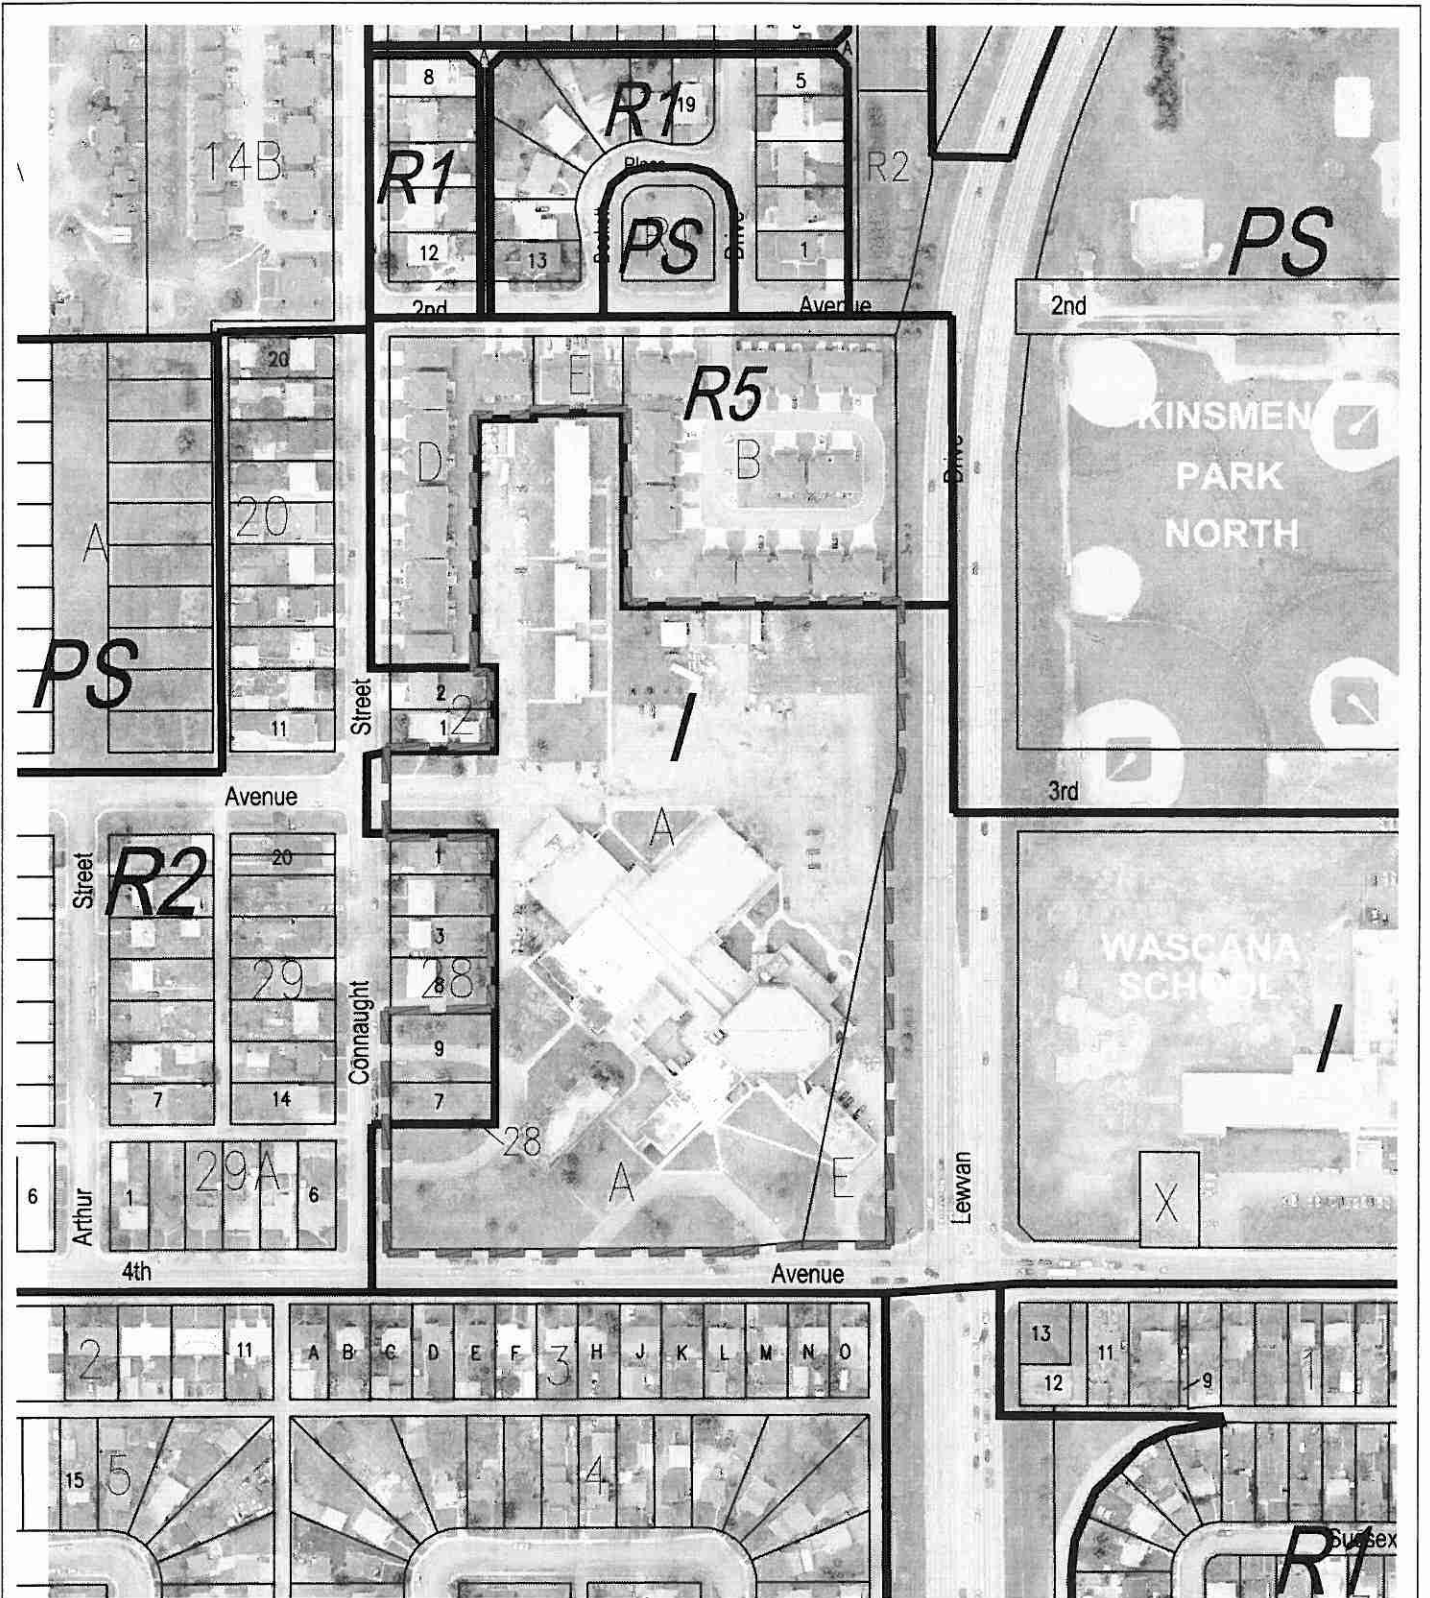 A
A
5
8
R1
19
5
14B
R1
Place
R2
R
PS
Drive
PS
12
13
1
2nd
Avenue
2nd
20
E
R5
KINSMEN
PARK
NORTH
D
B
Drive
20
A
PS
2
2
1
11
Street
I
Avenue
3rd
A
1
20
Street
R2
3
WASCANA
SCHOOL
29
28
8
I
Connaught
9
7
14
7
28
29A
A
E
X
6
1
6
Arthur
Lewvan
4th
Avenue
2
11
A B C D E F 3 H J K L M N O
13
11
12
9
1
15
5
4
Sussex
R1